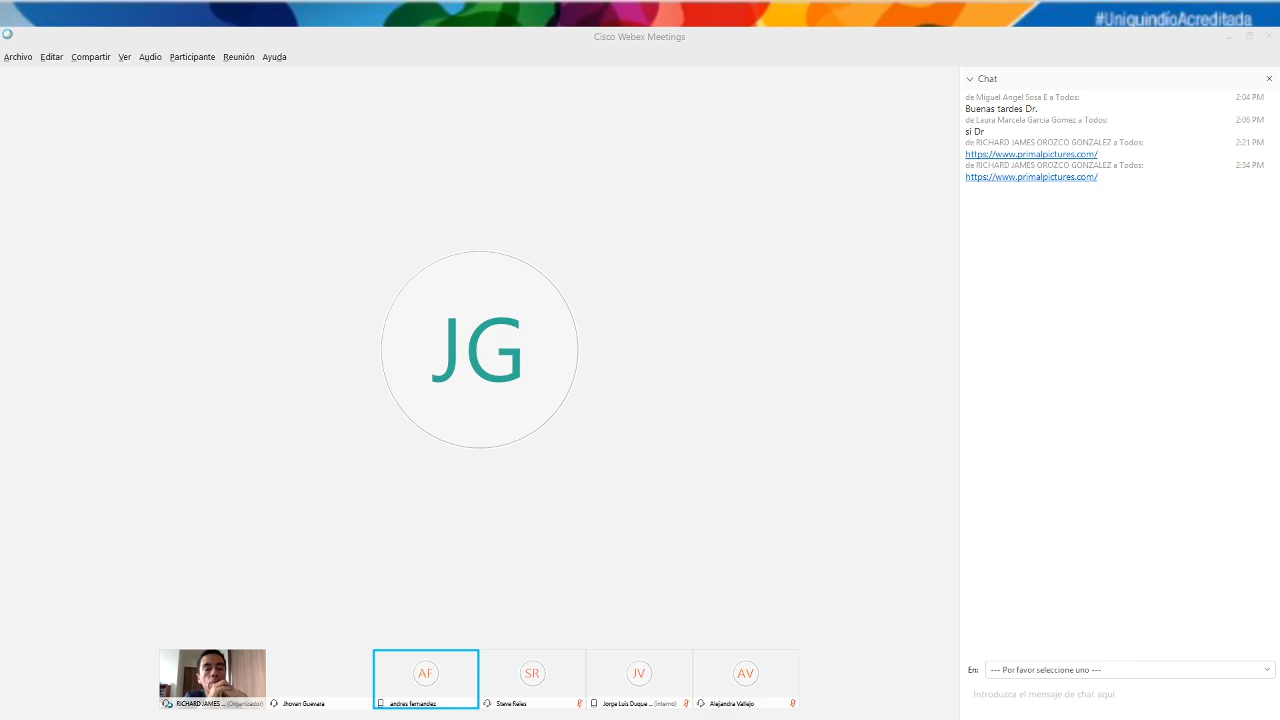 #UniquindíoAcreditada
Cisco Webex Meetings
Archivo Editar Compartir Ver Audio Participante Reunión Ayuda
Chat
de Miguel Angel Sosa E a Todos: 2:04 PM
Buenas tardes Dr.
de Laura Marcela Garcia Gomez a Todos: 2:05 PM
si Dr
de RICHARD JAMES OROZCO GONZALEZ a Todos: 2:21 PM
https://www.primalpictures.com/
de RICHARD JAMES OROZCO GONZALEZ a Todos: 2:34 PM
https://www.primalpictures.com/
JG
AF
SR
JV
AV
RICHARD JAMES ... (Organizador)
Jhovan Guevara
andres fernandez
Steve Reies
Jorge Luis Duque ... (interno)
Alejandra Vallejo
En: --- Por favor seleccione uno ---
Introduzca el mensaje de chat aquí